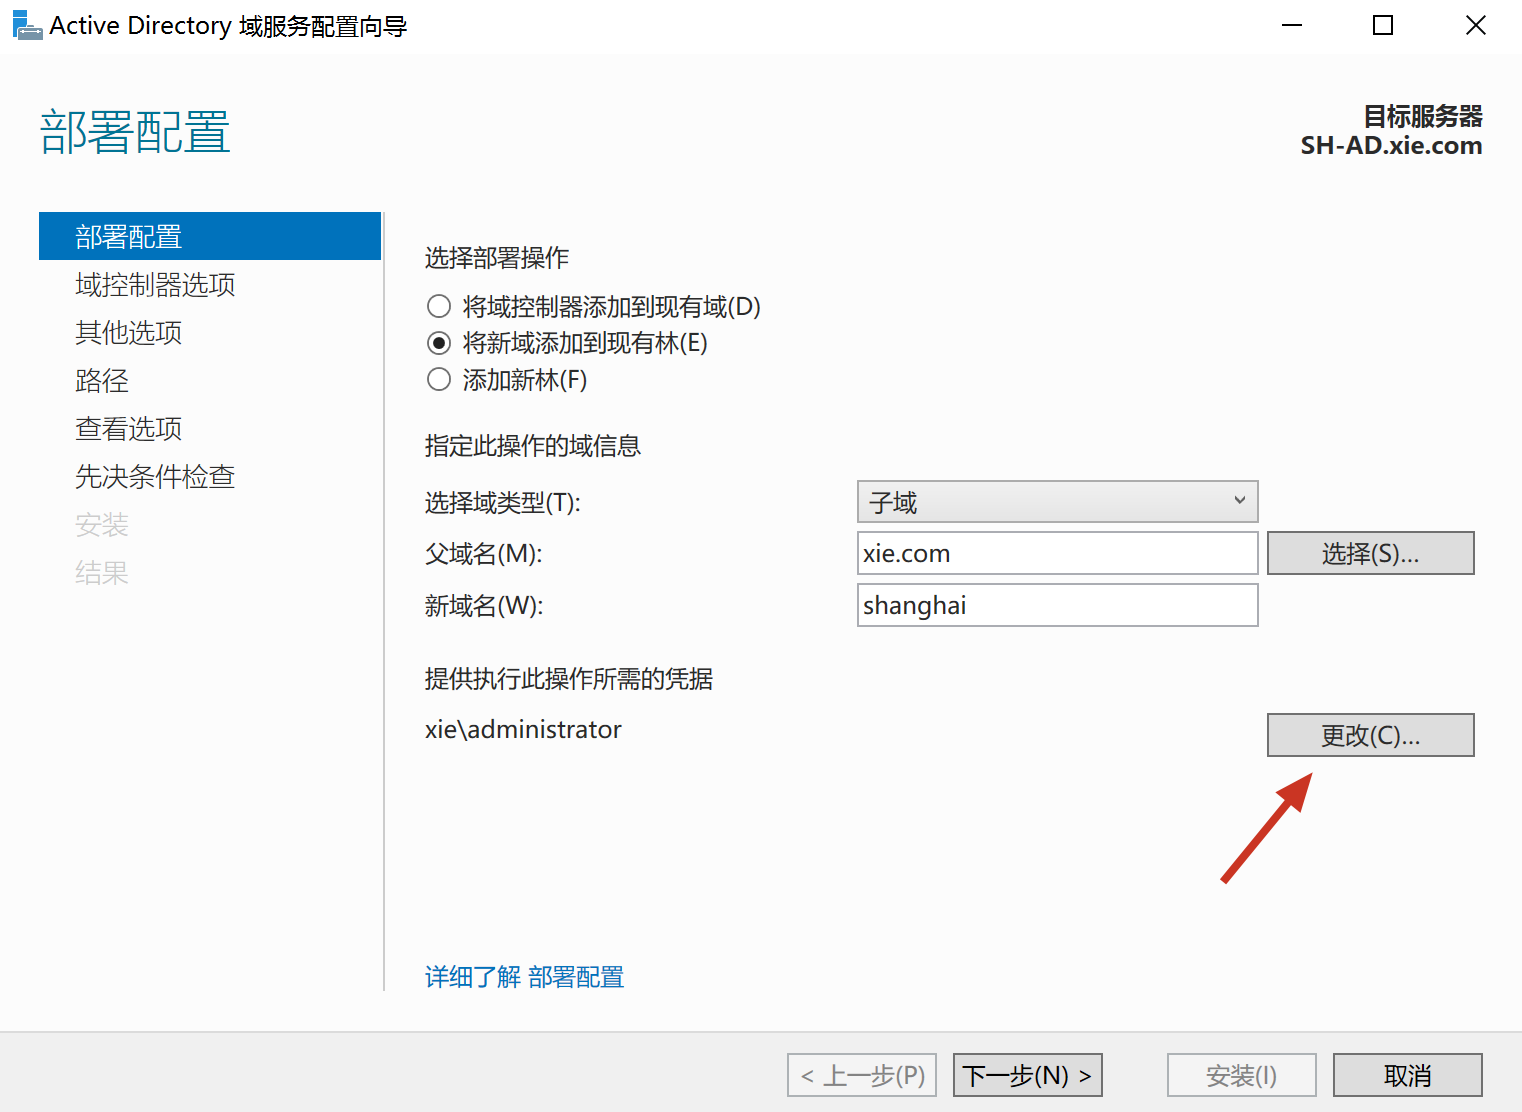 Active Directory 域服务配置向导
部署配置
目标服务器
SH-AD.xie.com
部署配置
域控制器选项
其他选项
路径
查看选项
先决条件检查
安装
结果
选择部署操作
将域控制器添加到现有域(D)
将新域添加到现有林(E)
添加新林(F)
指定此操作的域信息
选择域类型(T):
子域
父域名(M):
xie.com
选择(S)...
新域名(W):
shanghai
提供执行此操作所需的凭据
xie\administrator
更改(C)...
详细了解 部署配置
< 上一步(P)
下一步(N) >
安装(I)
取消